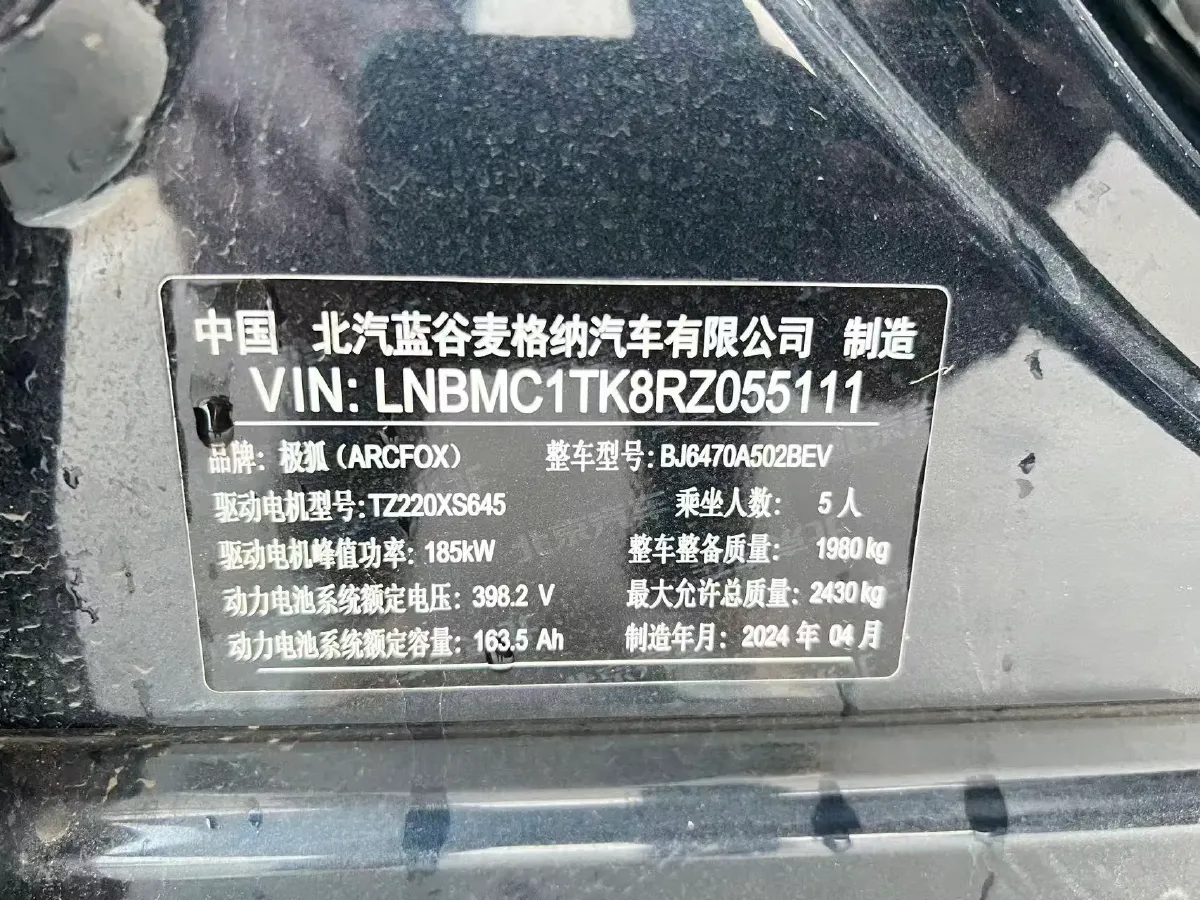 中国 北汽蓝谷麦格纳汽车有限公司 制造
VIN: LNBMC1TK8RZ055111
品牌: 极狐（ARCFOX） 整车型号: BJ6470A502BEV
驱动电机型号: TZ220XS645 乘坐人数: 5 人
驱动电机峰值功率: 185kW 整车整备质量: 1980 kg
动力电池系统额定电压: 398.2 V 最大允许总质量: 2430 kg
动力电池系统额定容量: 163.5 Ah 制造年月: 2024 年 04 月